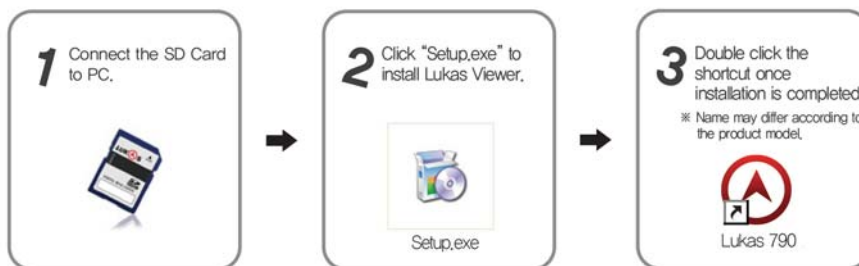 1 Connect the SD Card
to PC.
LUKAS
2 Click “Setup.exe” to
install Lukas Viewer.
Setup.exe
3 Double click the
shortcut once
installation is completed
※ Name may differ according to
the product model.
Lukas 790